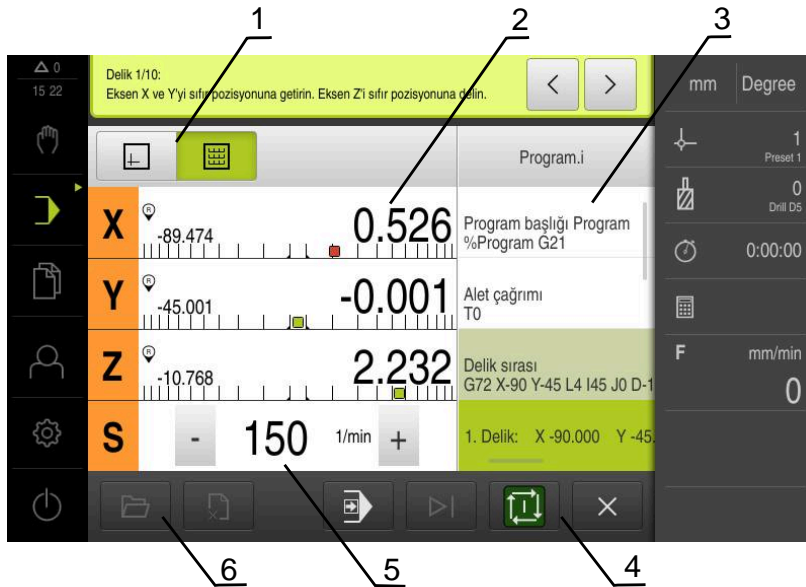 1
2
3
0
15 22
Delik 1/10:
Eksen X ve Y'yi sıfır pozisyonuna getirin. Eksen Z'i sıfır pozisyonuna delin.
<
>
mm
Degree
1
Preset 1
0
Drill D5
0:00:00
F
mm/min
0
Program.i
X
R
-89.474
0.526
Program başlığı Program
%Program G21
Y
R
-45.001
-0.001
Alet çağrımı
T0
Z
R
-10.768
2.232
Delik sırası
G72 X-90 Y-45 L4 I45 J0 D-1
S
-
150
1/min
+
1. Delik: X -90.000 Y -45.
6
5
4